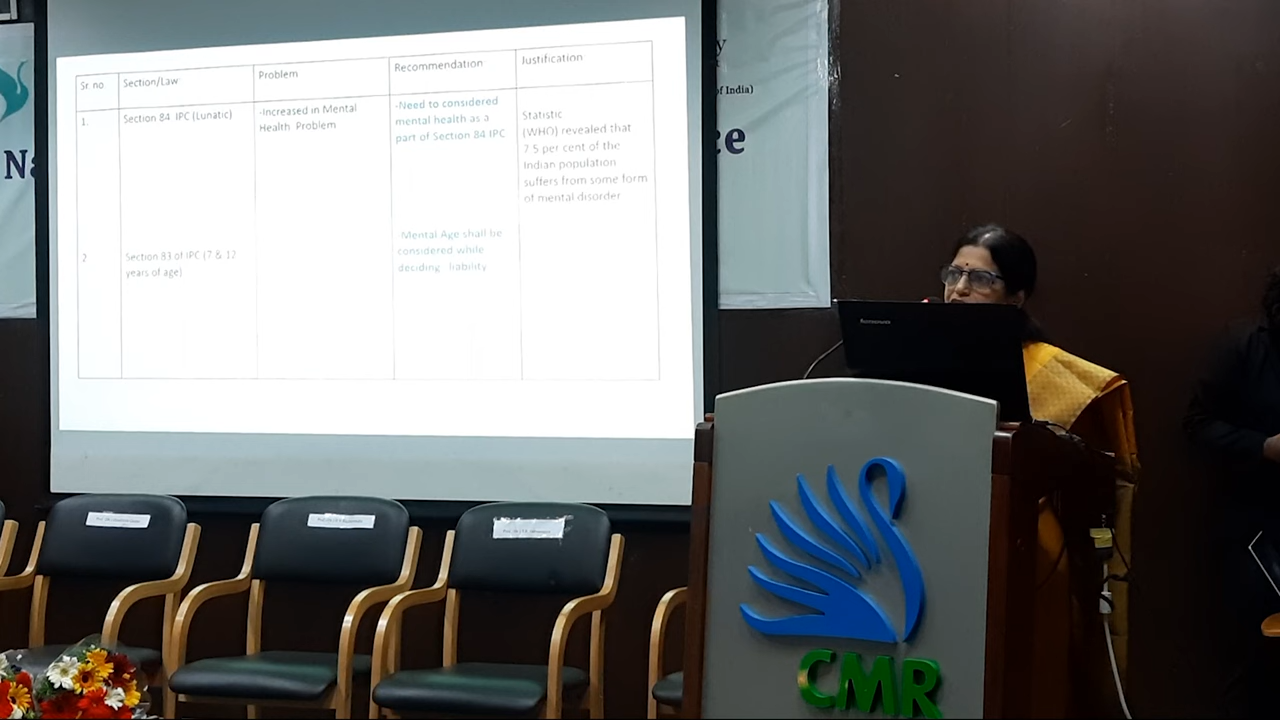 Sr. no
Section/Law
Problem
Recommendation
Justification
1.
Section 84 IPC (Lunatic)
-Increased in Mental
Health Problem
-Need to considered
mental health as a
part of Section 84 IPC
Statistic
(WHO) revealed that
7.5 per cent of the
Indian population
suffers from some form
of mental disorder
2
Section 83 of IPC (7 & 12
years of age)
-Mental Age shall be
considered while
deciding liability
of India)
Na
ce
y
lenovo
CMR